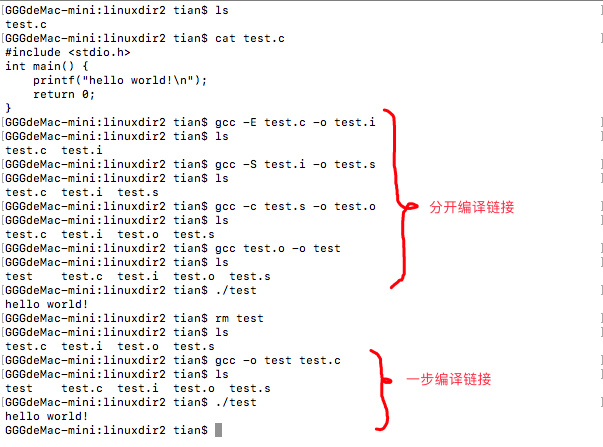 [GGGdeMac-mini:linuxdir2 tian$ ls ]
test.c
[GGGdeMac-mini:linuxdir2 tian$ cat test.c ]
#include <stdio.h>
int main() {
    printf("hello world!\n");
    return 0;
}
[GGGdeMac-mini:linuxdir2 tian$ gcc -E test.c -o test.i ]
[GGGdeMac-mini:linuxdir2 tian$ ls ]
test.c  test.i
[GGGdeMac-mini:linuxdir2 tian$ gcc -S test.i -o test.s ]
[GGGdeMac-mini:linuxdir2 tian$ ls ]
test.c  test.i  test.s
[GGGdeMac-mini:linuxdir2 tian$ gcc -c test.s -o test.o ]
[GGGdeMac-mini:linuxdir2 tian$ ls ]
分开编译链接
test.c  test.i  test.o  test.s
[GGGdeMac-mini:linuxdir2 tian$ gcc test.o -o test ]
[GGGdeMac-mini:linuxdir2 tian$ ls ]
test    test.c  test.i  test.o  test.s
[GGGdeMac-mini:linuxdir2 tian$ ./test ]
hello world!
[GGGdeMac-mini:linuxdir2 tian$ rm test ]
[GGGdeMac-mini:linuxdir2 tian$ ls ]
test.c  test.i  test.o  test.s
[GGGdeMac-mini:linuxdir2 tian$ gcc -o test test.c ]
[GGGdeMac-mini:linuxdir2 tian$ ls ]
一步编译链接
test    test.c  test.i  test.o  test.s
[GGGdeMac-mini:linuxdir2 tian$ ./test ]
hello world!
GGGdeMac-mini:linuxdir2 tian$